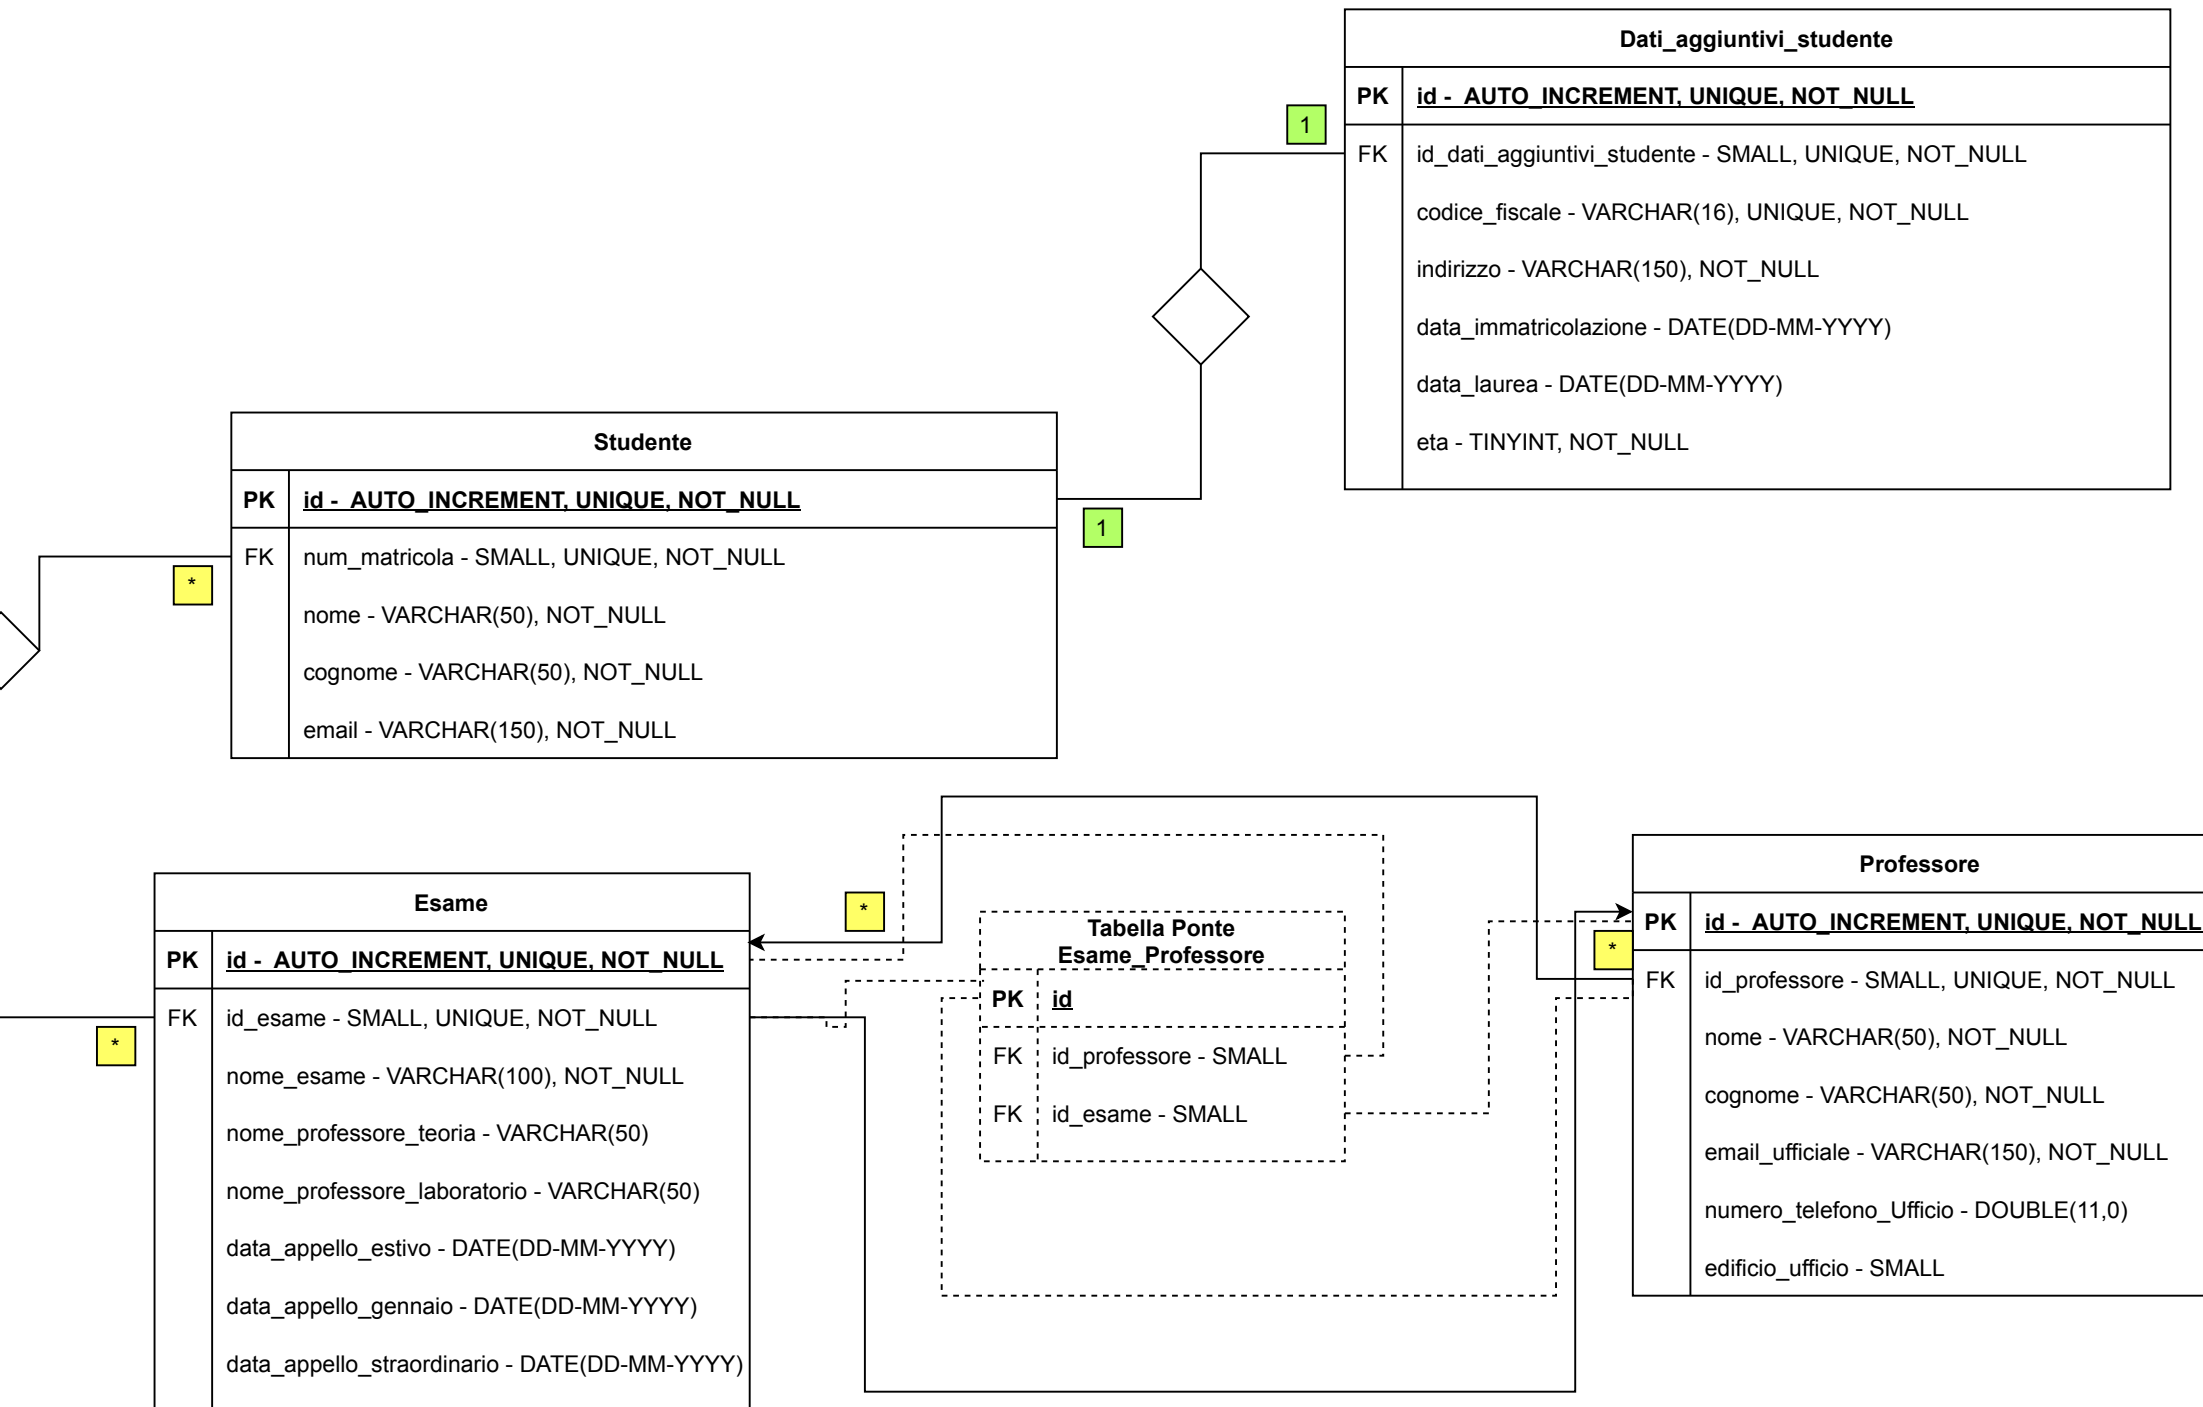 Dati_aggiuntivi_studente
PK id - AUTO_INCREMENT, UNIQUE, NOT_NULL
1
FK id_dati_aggiuntivi_studente - SMALL, UNIQUE, NOT_NULL
codice_fiscale - VARCHAR(16), UNIQUE, NOT_NULL
indirizzo - VARCHAR(150), NOT_NULL
data_immatricolazione - DATE(DD-MM-YYYY)
data_laurea - DATE(DD-MM-YYYY)
eta - TINYINT, NOT_NULL
Studente
PK id - AUTO_INCREMENT, UNIQUE, NOT_NULL
1
FK num_matricola - SMALL, UNIQUE, NOT_NULL
*
nome - VARCHAR(50), NOT_NULL
cognome - VARCHAR(50), NOT_NULL
email - VARCHAR(150), NOT_NULL
Esame
PK id - AUTO_INCREMENT, UNIQUE, NOT_NULL
FK id_esame - SMALL, UNIQUE, NOT_NULL
*
nome_esame - VARCHAR(100), NOT_NULL
nome_professore_teoria - VARCHAR(50)
nome_professore_laboratorio - VARCHAR(50)
data_appello_estivo - DATE(DD-MM-YYYY)
data_appello_gennaio - DATE(DD-MM-YYYY)
data_appello_straordinario - DATE(DD-MM-YYYY)
*
Tabella Ponte
Esame_Professore
PK id
FK id_professore - SMALL
FK id_esame - SMALL
Professore
PK id - AUTO_INCREMENT, UNIQUE, NOT_NULL
*
FK id_professore - SMALL, UNIQUE, NOT_NULL
nome - VARCHAR(50), NOT_NULL
cognome - VARCHAR(50), NOT_NULL
email_ufficiale - VARCHAR(150), NOT_NULL
numero_telefono_Ufficio - DOUBLE(11,0)
edificio_ufficio - SMALL